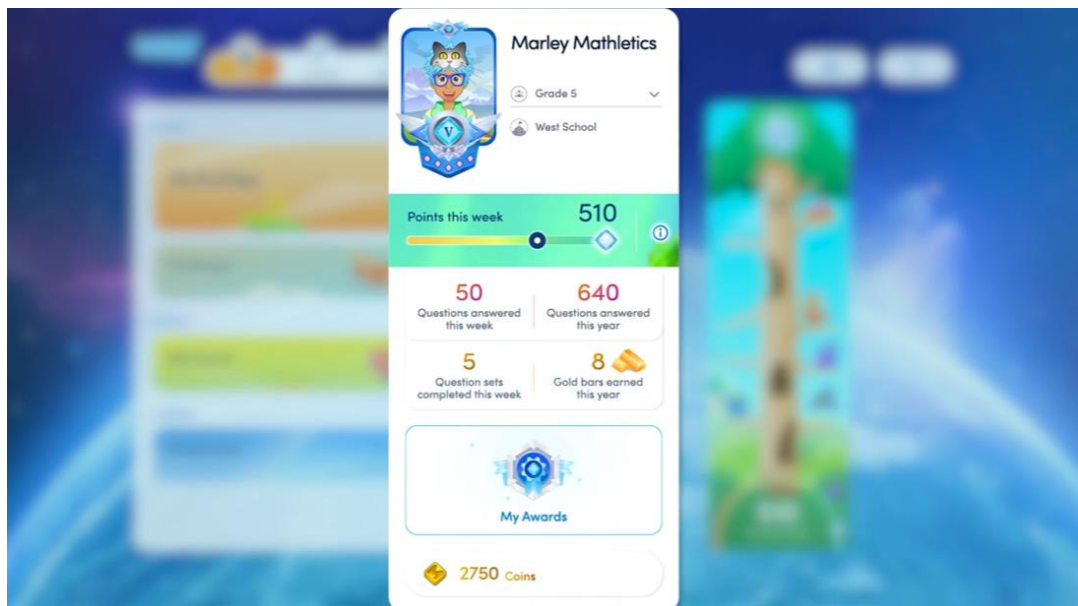 Marley Mathletics
Grade 5
West School
V
Points this week
510
50
Questions answered
this week
640
Questions answered
this year
5
Question sets
completed this week
8
Gold bars earned
this year
My Awards
2750 Coins